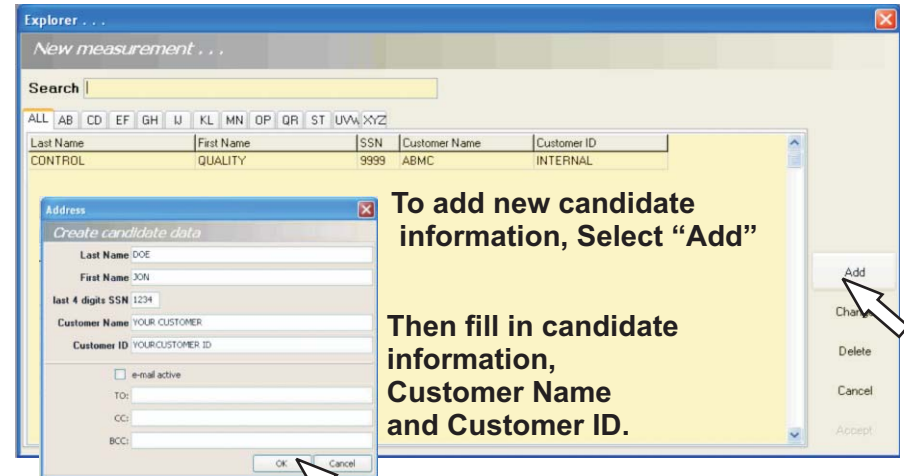 Explorer . . .
New measurement . . .
Search
ALL AB CD EF GH IJ KL MN OP QR ST UVW XYZ
Last Name First Name SSN Customer Name Customer ID
CONTROL QUALITY 9999 ABMC INTERNAL
To add new candidate
information, Select “Add”
Then fill in candidate
information,
Customer Name
and Customer ID.
Address
Create candidate data
Last Name DOE
First Name JON
last 4 digits SSN 1234
Customer Name YOUR CUSTOMER
Customer ID YOURCUSTOMER ID
e-mail active
TO:
CC:
BCC:
OK Cancel
Add
Delete
Cancel
Accept